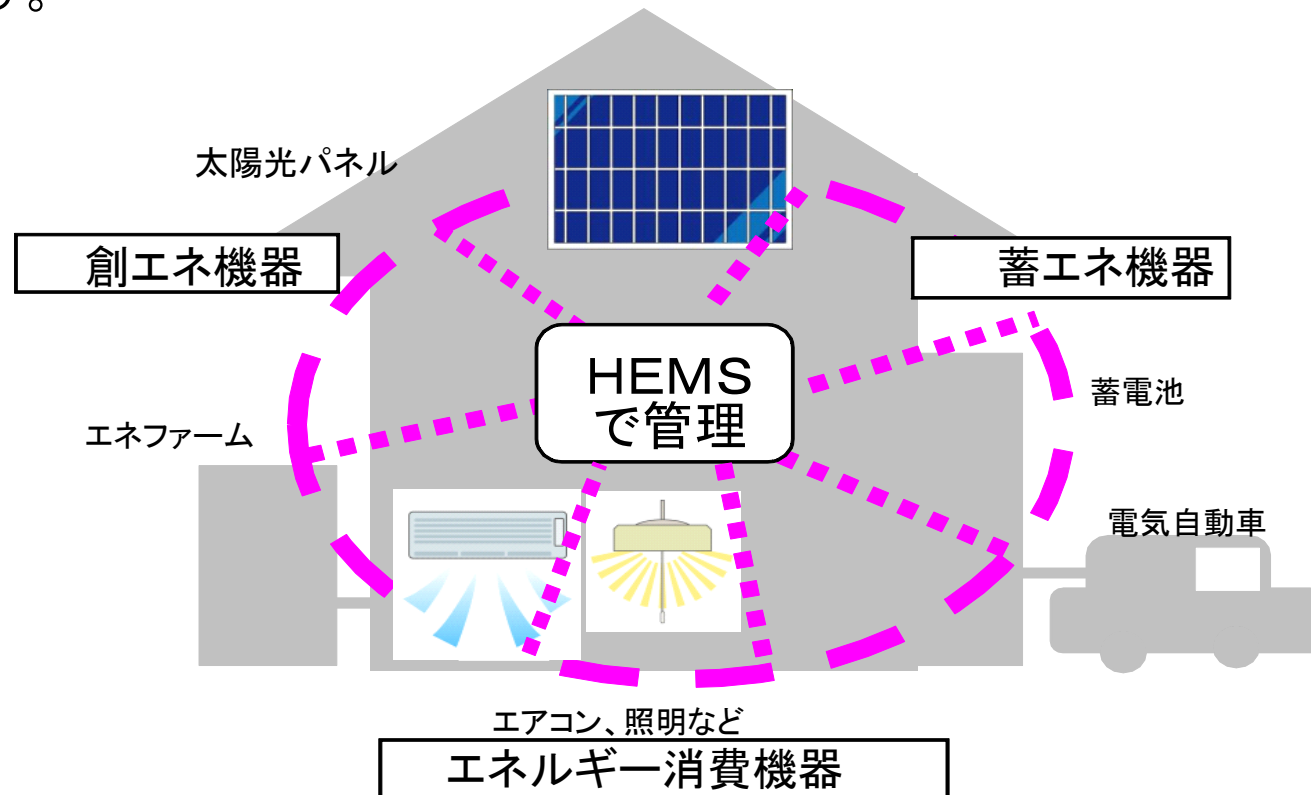 す。
太陽光パネル
創エネ機器
蓄エネ機器
HEMS
で管理
蓄電池
エネファーム
電気自動車
エアコン、照明など
エネルギー消費機器